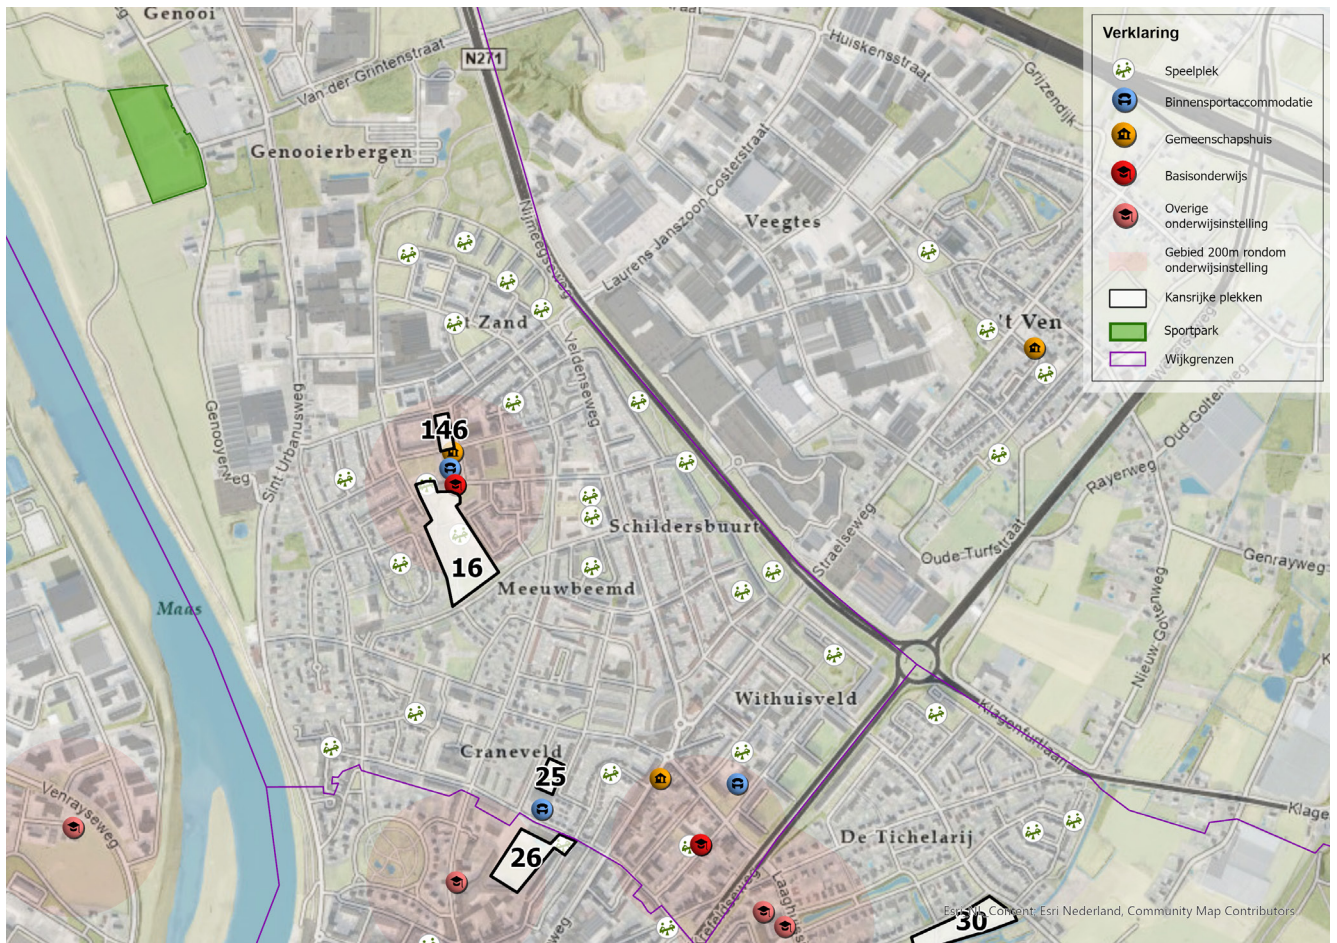 Genooi
Van der Grintenstraat
N271
Huiskensstraat
Grijzendijk
Genooierbergen
Nijmeegseweg
Laurens Janszoon Costerstraat
Veegtes
Verklaring
Speelplek
Binnensportaccommodatie
Gemeenschapshuis
Basisonderwijs
Overige
onderwijsinstelling
Gebied 200m rondom
onderwijsinstelling
Kansrijke plekken
Sportpark
Wijkgrenzen
't Zand
't Ven
Veldenseweg
Genooyerweg
Sint Urbanusweg
146
16
Schildersbuurt
Meeuwbeemd
Straelseweg
Oude Turfstraat
Rayerweg
Oud Goltenweg
Genrayweg
Nieuw Goltenweg
Maas
Withuisveld
Klagenfurtlaan
Klage
Craneveld
25
26
Venrayseweg
De Tichelarij
refeldseweg
weg
30
Esri NL, Content, Esri Nederland, Community Map Contributors